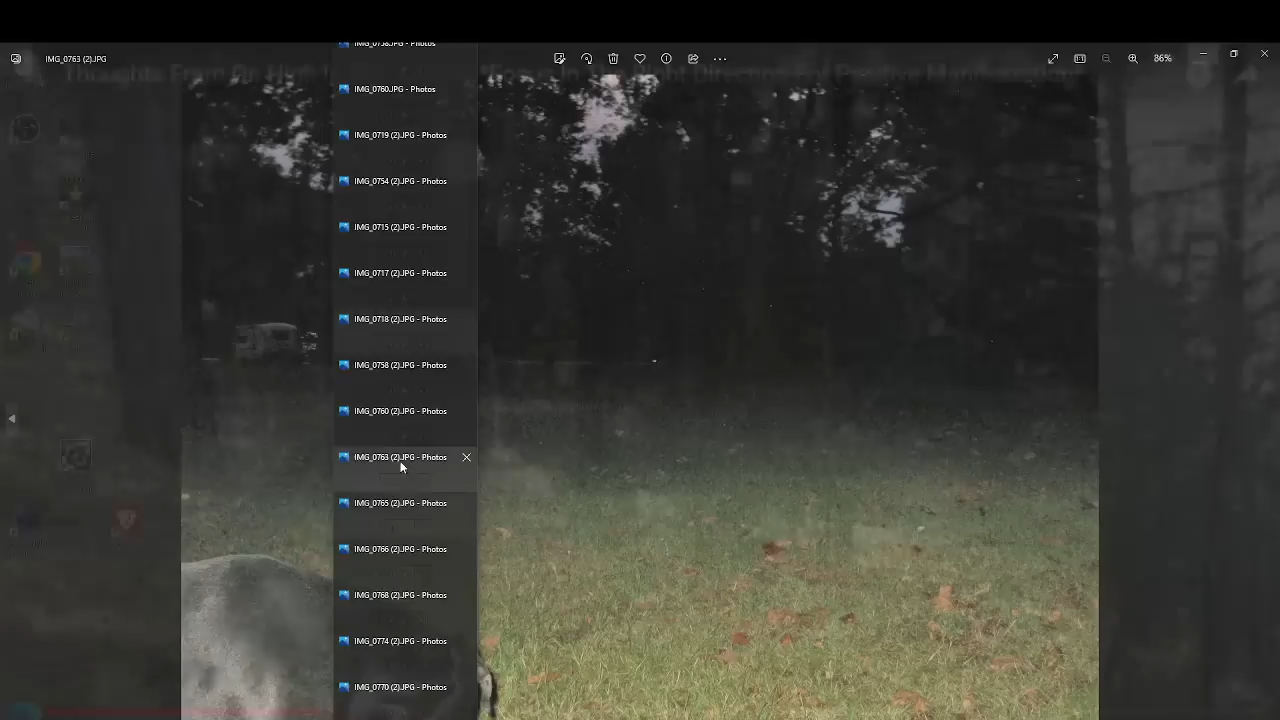 IMG_0758.JPG - Photos
IMG_0763 (2).JPG
86%
IMG_0760.JPG - Photos
IMG_0719 (2).JPG - Photos
IMG_0754 (2).JPG - Photos
IMG_0715 (2).JPG - Photos
IMG_0717 (2).JPG - Photos
IMG_0718 (2).JPG - Photos
IMG_0758 (2).JPG - Photos
IMG_0760 (2).JPG - Photos
IMG_0763 (2).JPG - Photos
IMG_0765 (2).JPG - Photos
IMG_0766 (2).JPG - Photos
IMG_0768 (2).JPG - Photos
IMG_0774 (2).JPG - Photos
IMG_0770 (2).JPG - Photos